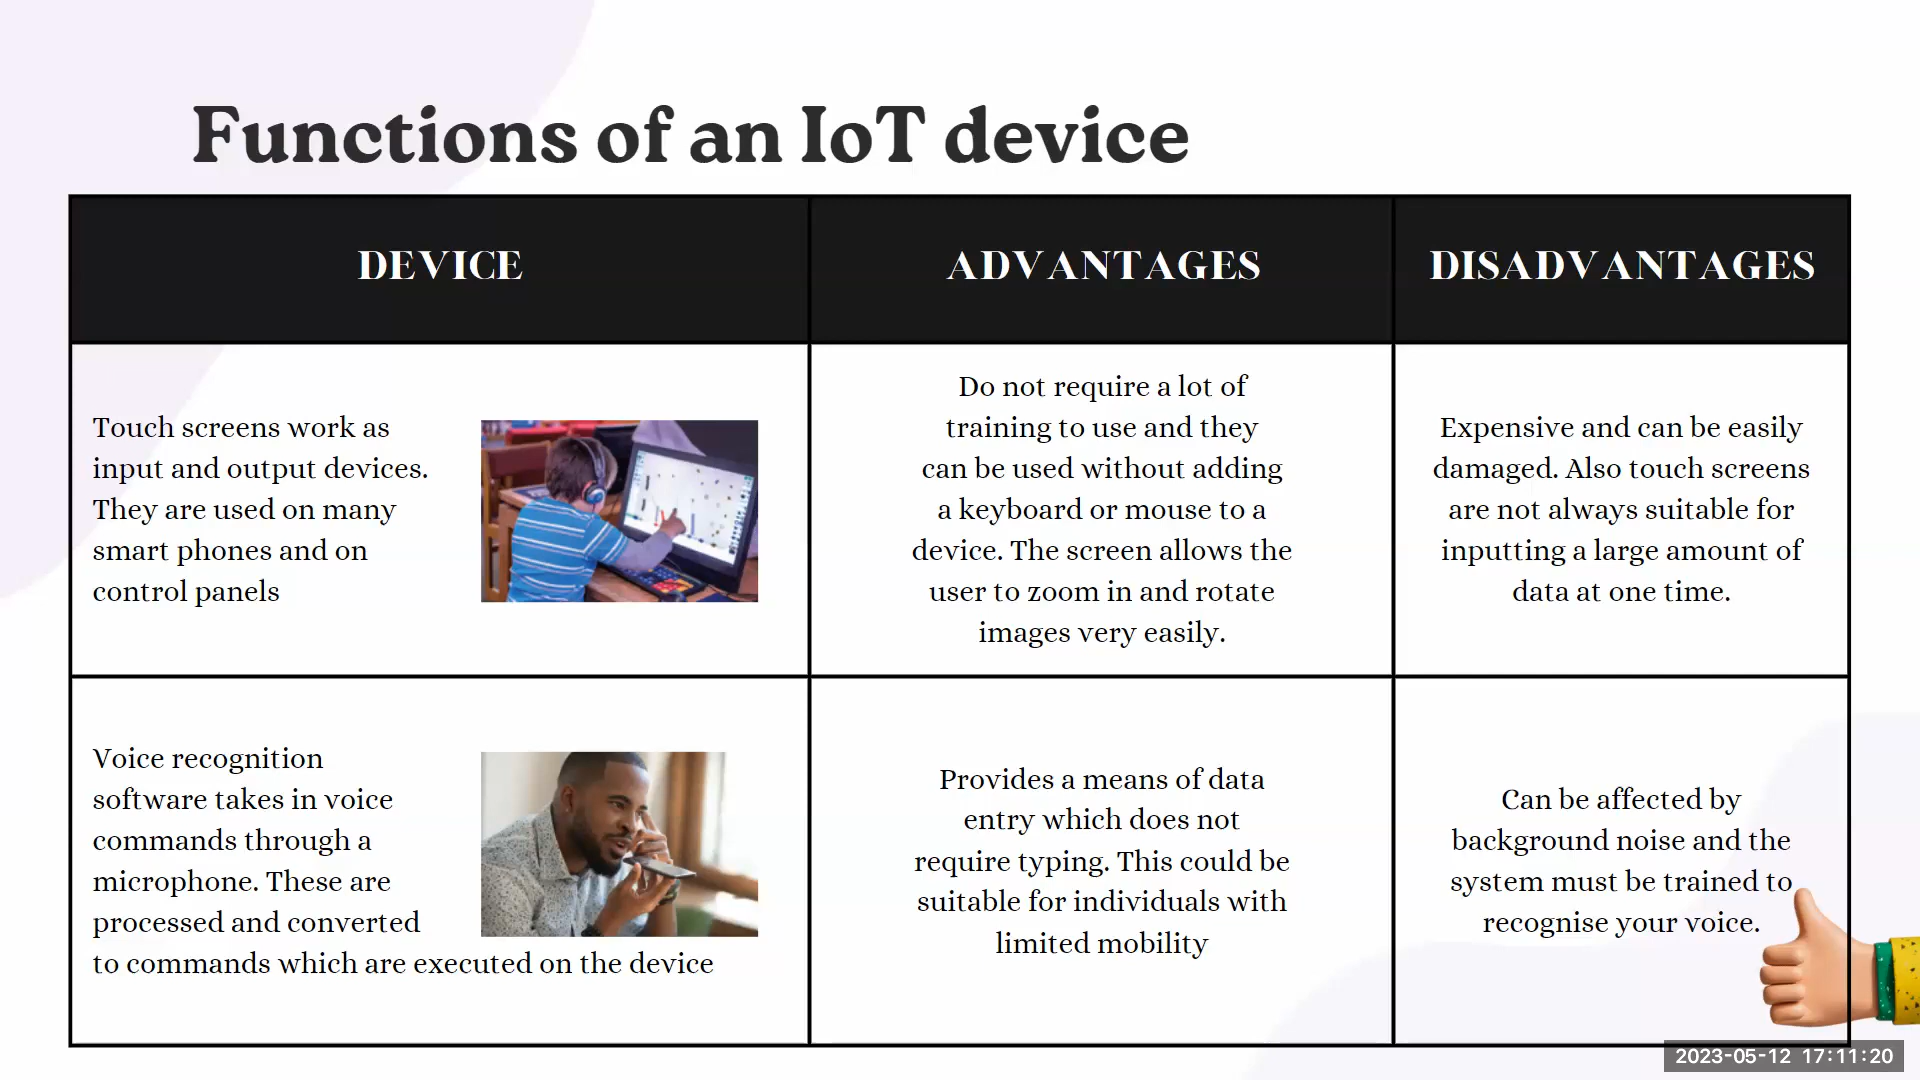 Functions of an IoT device
DEVICE
ADVANTAGES
DISADVANTAGES
Touch screens work as
input and output devices.
They are used on many
smart phones and on
control panels
Do not require a lot of
training to use and they
can be used without adding
a keyboard or mouse to a
device. The screen allows the
user to zoom in and rotate
images very easily.
Expensive and can be easily
damaged. Also touch screens
are not always suitable for
inputting a large amount of
data at one time.
Voice recognition
software takes in voice
commands through a
microphone. These are
processed and converted
to commands which are executed on the device
Provides a means of data
entry which does not
require typing. This could be
suitable for individuals with
limited mobility
Can be affected by
background noise and the
system must be trained to
recognise your voice.
2023-05-12 17:11:20